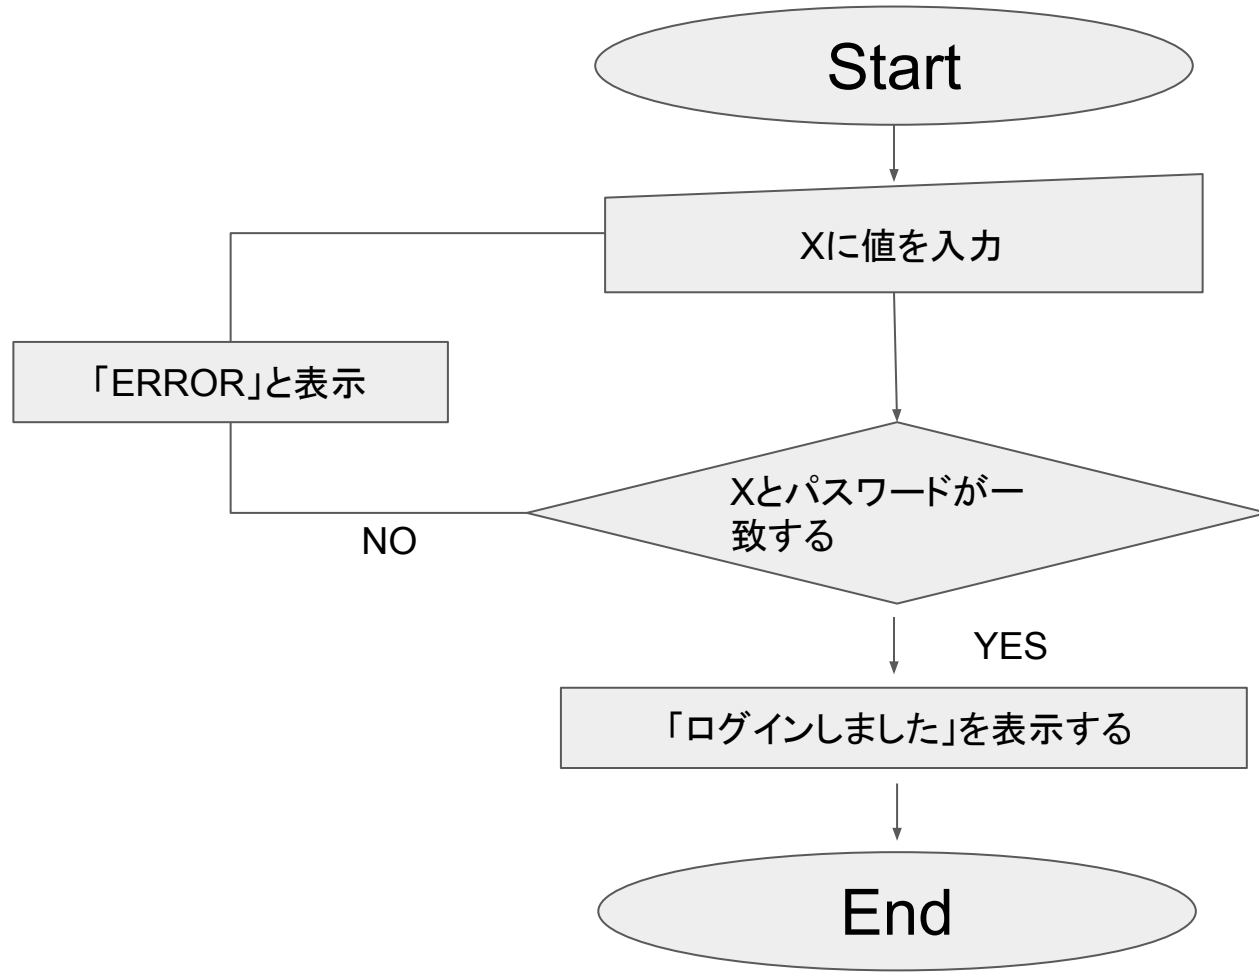 Start
Xに値を入力
「ERROR」と表示
Xとパスワードが一
致する
NO
YES
「ログインしました」を表示する
End